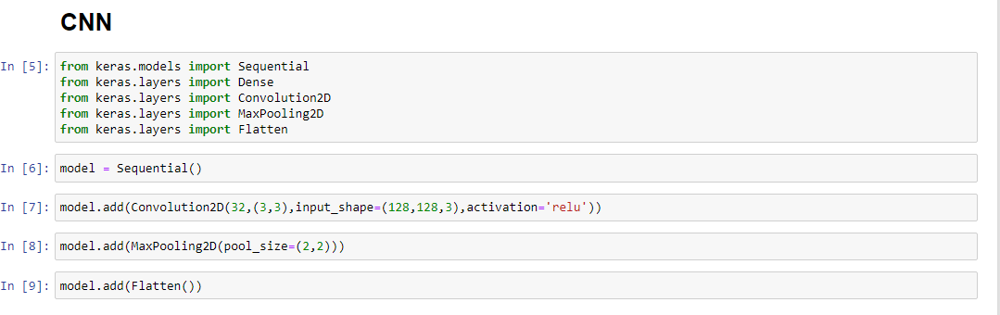 CNN
In [5]: from keras.models import Sequential
from keras.layers import Dense
from keras.layers import Convolution2D
from keras.layers import MaxPooling2D
from keras.layers import Flatten
In [6]: model = Sequential()
In [7]: model.add(Convolution2D(32,(3,3),input_shape=(128,128,3),activation='relu'))
In [8]: model.add(MaxPooling2D(pool_size=(2,2)))
In [9]: model.add(Flatten())